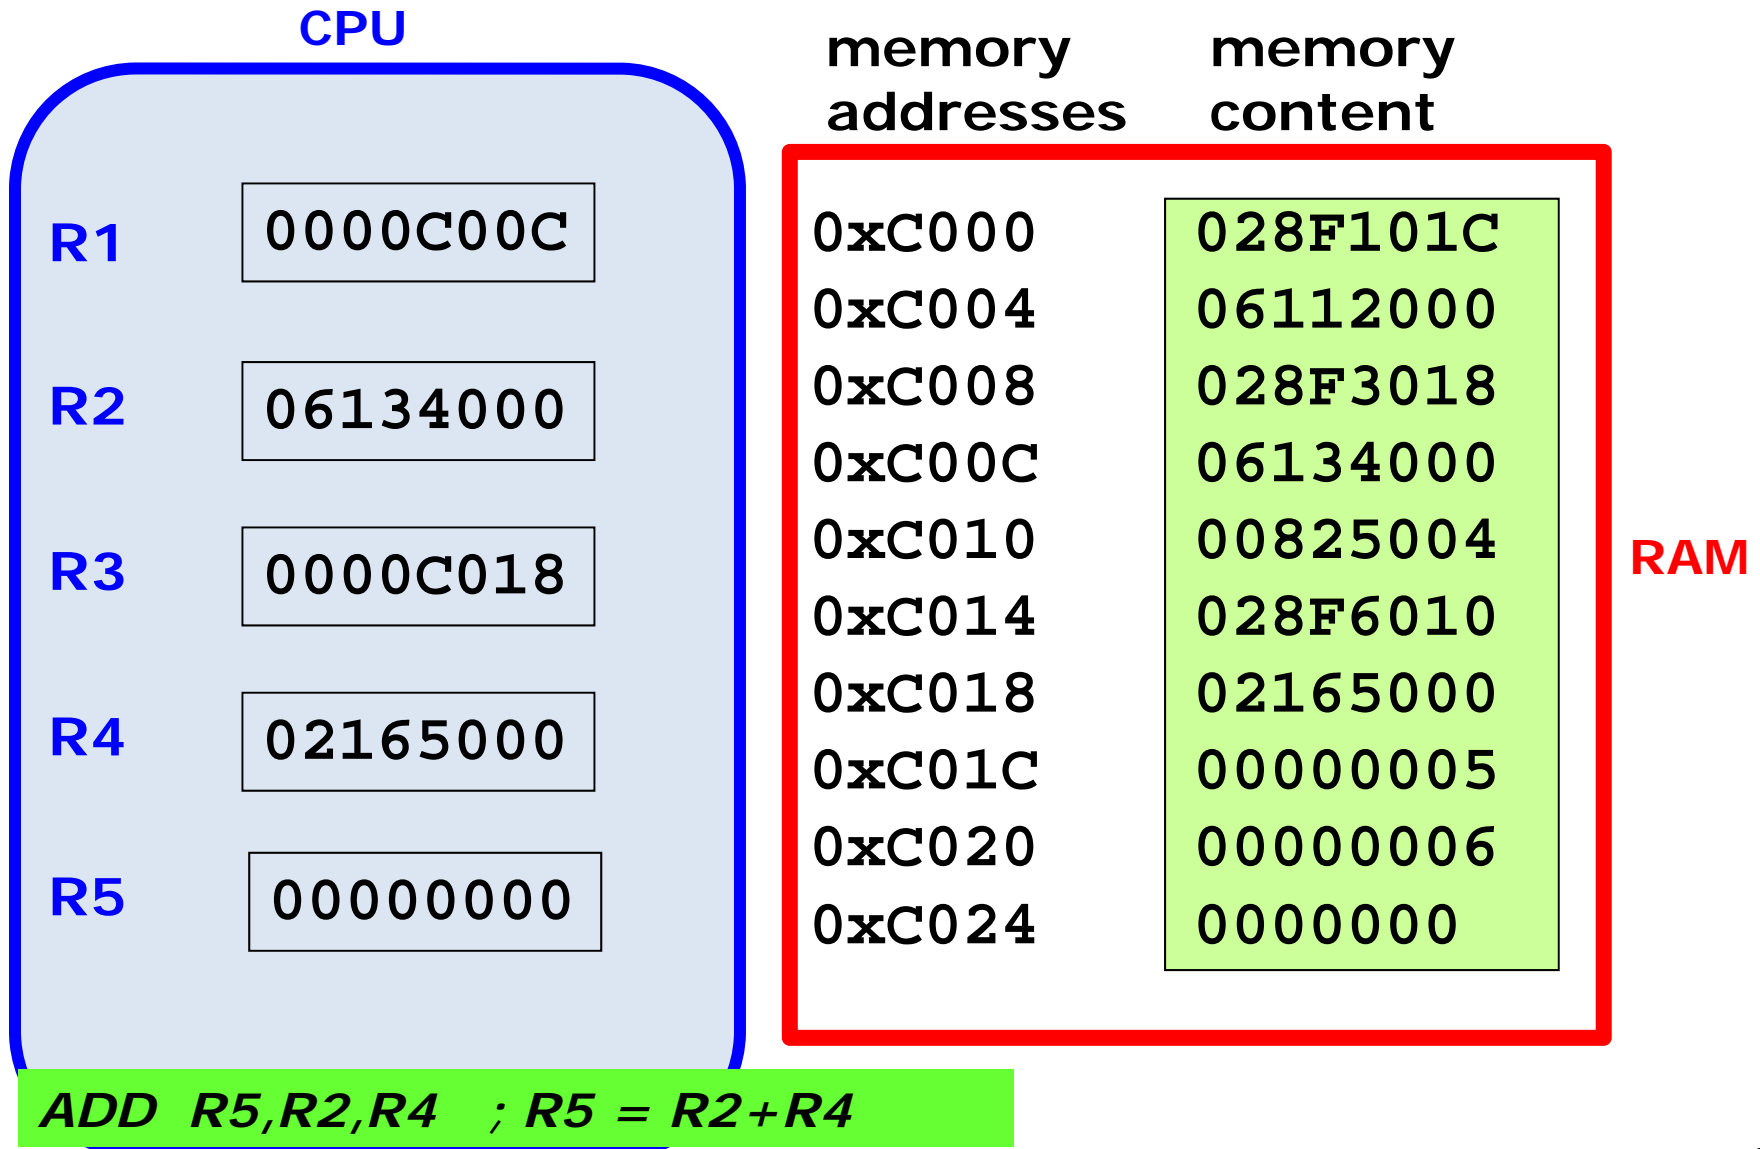 CPU
R1 0000C00C
R2 06134000
R3 0000C018
R4 02165000
R5 00000000
ADD R5,R2,R4 ; R5 = R2+R4
memory addresses memory content
0xC000 028F101C
0xC004 06112000
0xC008 028F3018
0xC00C 06134000
0xC010 00825004
0xC014 028F6010
0xC018 02165000
0xC01C 00000005
0xC020 00000006
0xC024 0000000
RAM